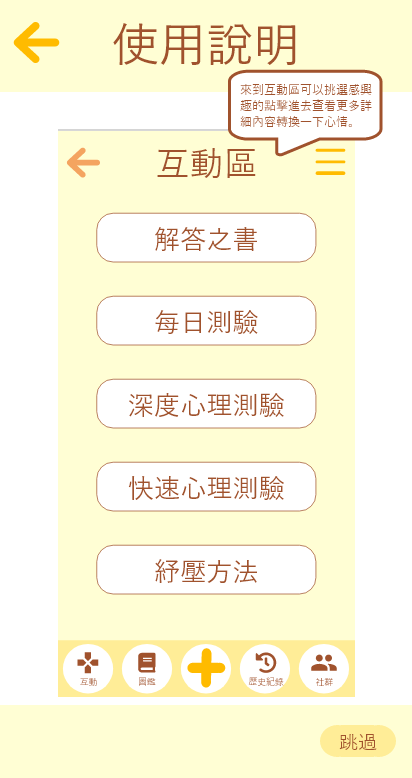 使用說明
來到互動區可以挑選感興
趣的點擊進去查看更多詳
細內容轉換一下心情。
互動區
解答之書
每日測驗
深度心理測驗
快速心理測驗
紓壓方法
互動
圖鑑
歷史紀錄
社群
跳過